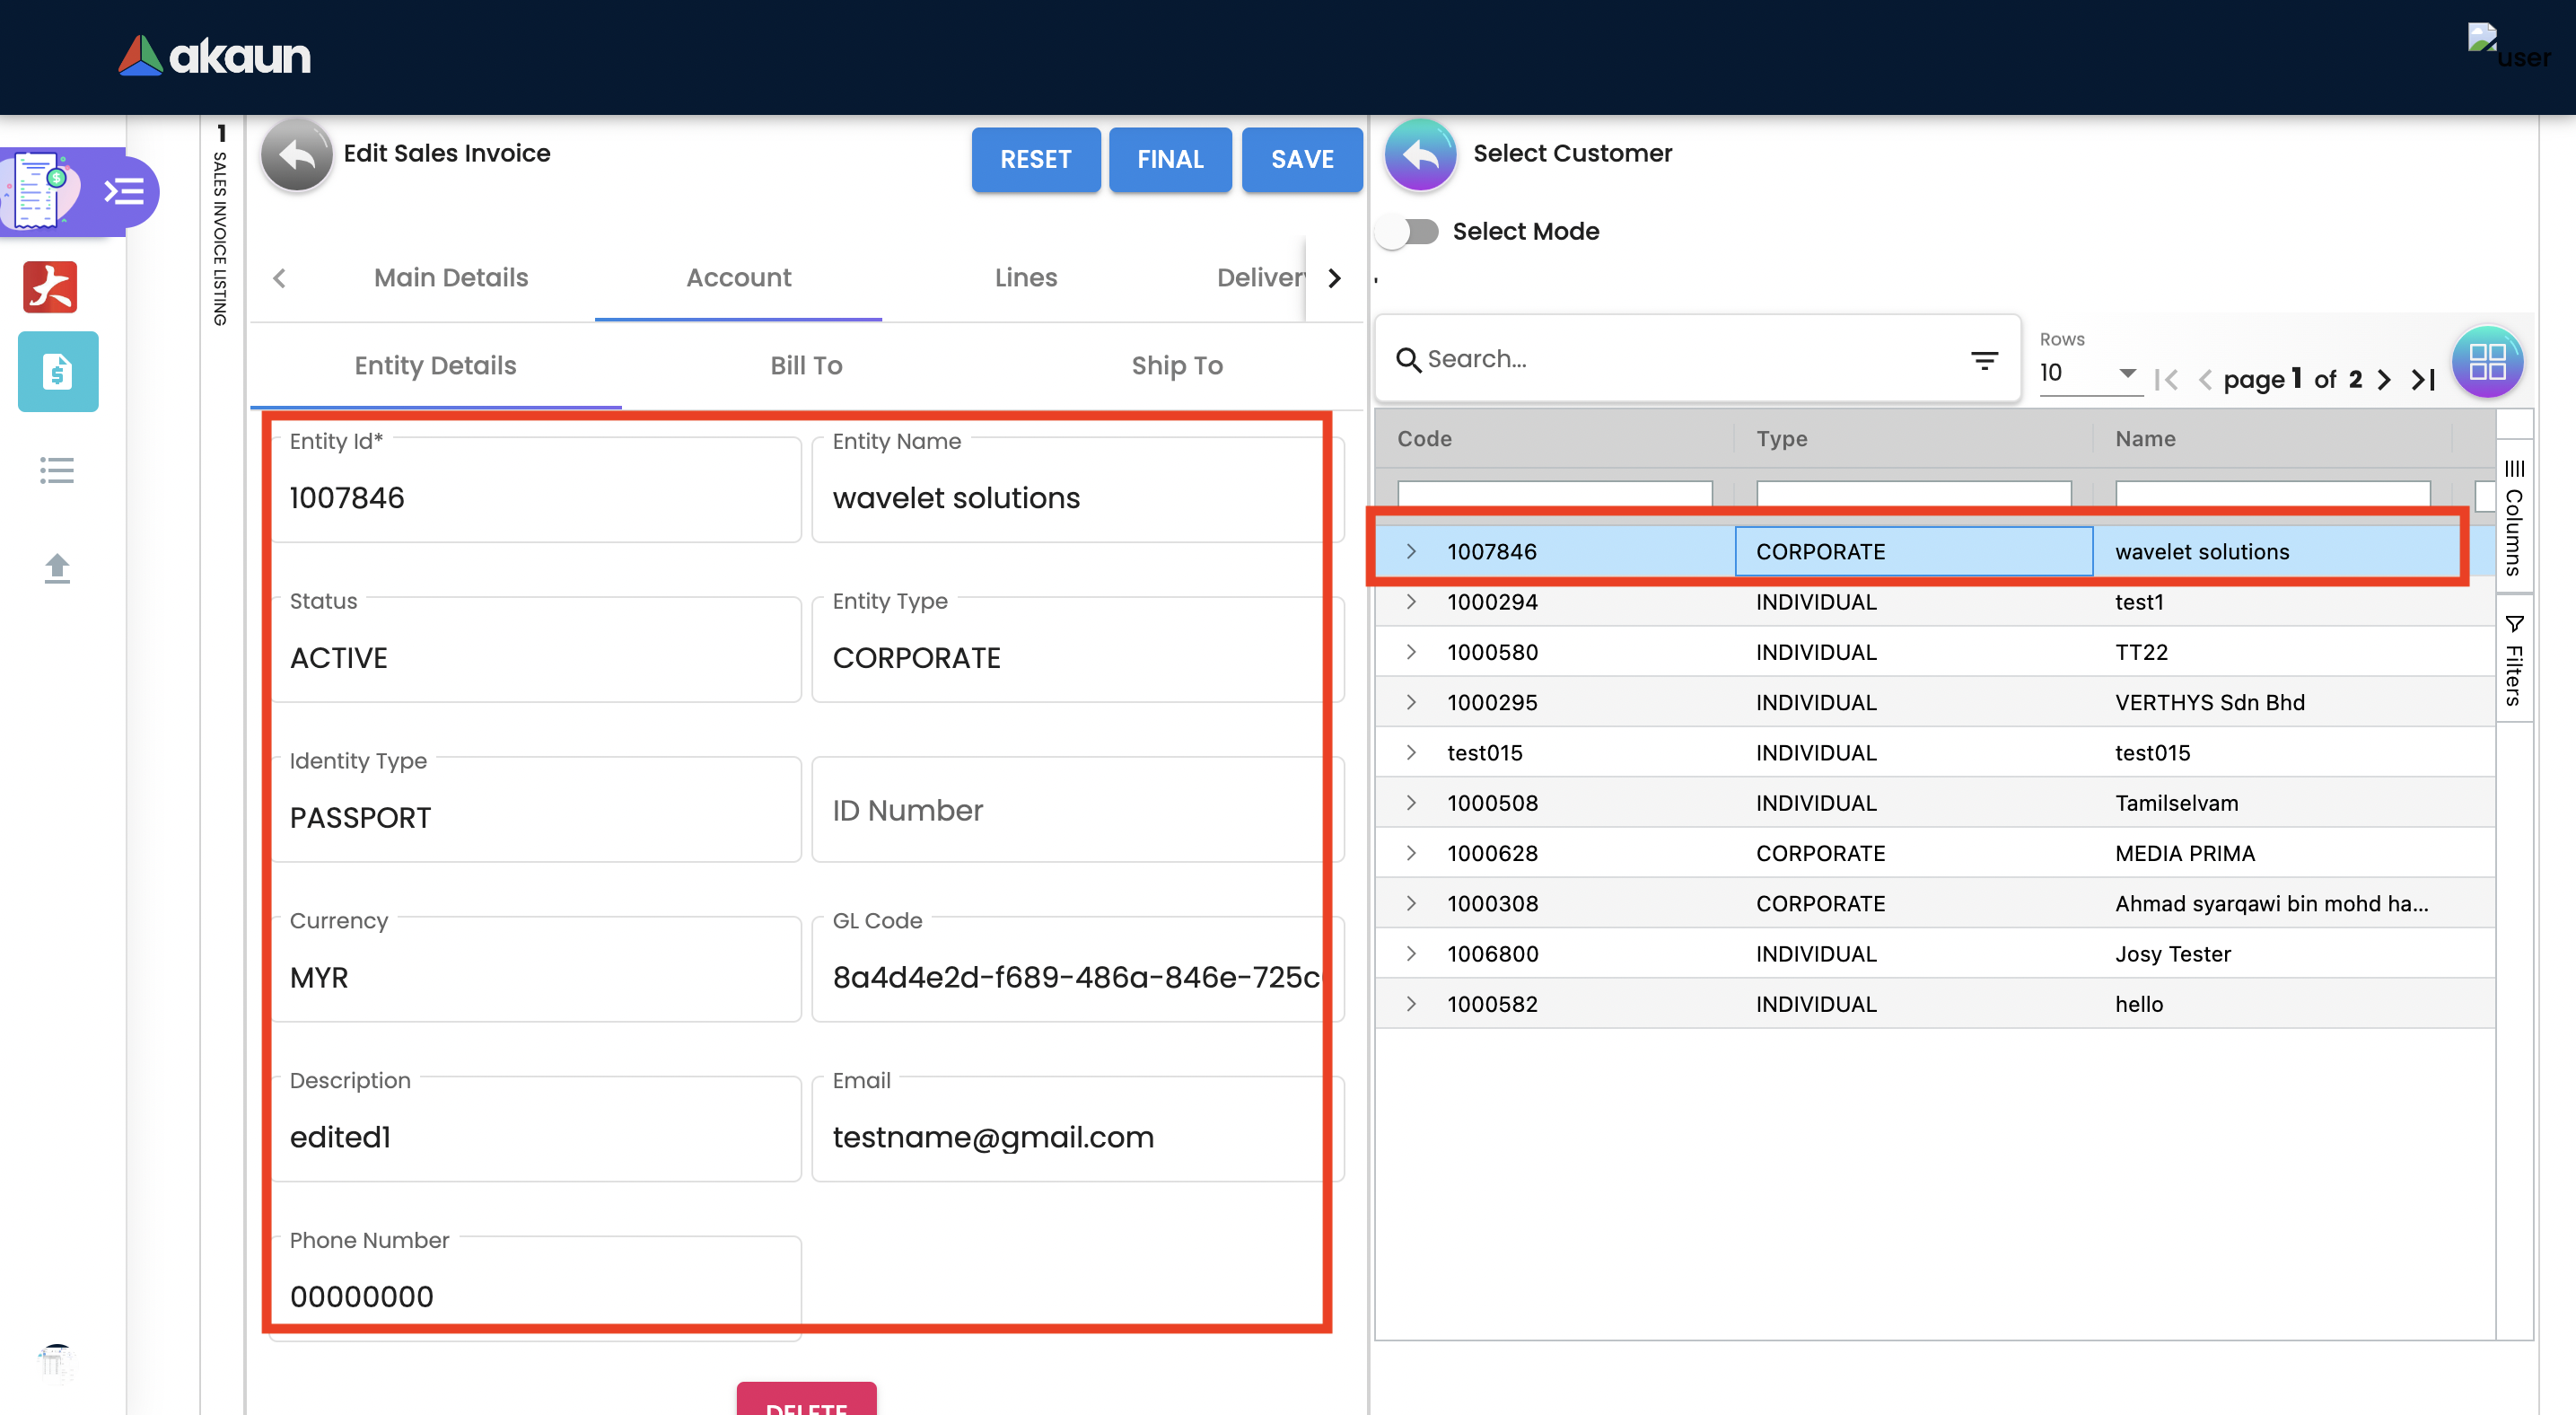 akaun
user
1 SALES INVOICE LISTING
Edit Sales Invoice
RESET
FINAL
SAVE
Main Details
Account
Lines
Delivery
Entity Details
Bill To
Ship To
Entity Id*
1007846
Entity Name
wavelet solutions
Status
ACTIVE
Entity Type
CORPORATE
Identity Type
PASSPORT
ID Number
Currency
MYR
GL Code
8a4d4e2d-f689-486a-846e-725c
Description
edited1
Email
testname@gmail.com
Phone Number
00000000
DELETE
Select Customer
Select Mode
Search...
Rows
10
page 1 of 2
Code Type Name
1007846 CORPORATE wavelet solutions
1000294 INDIVIDUAL test1
1000580 INDIVIDUAL TT22
1000295 INDIVIDUAL VERTHYS Sdn Bhd
test015 INDIVIDUAL test015
1000508 INDIVIDUAL Tamilselvam
1000628 CORPORATE MEDIA PRIMA
1000308 CORPORATE Ahmad syarqawi bin mohd ha...
1006800 INDIVIDUAL Josy Tester
1000582 INDIVIDUAL hello
Columns
Filters